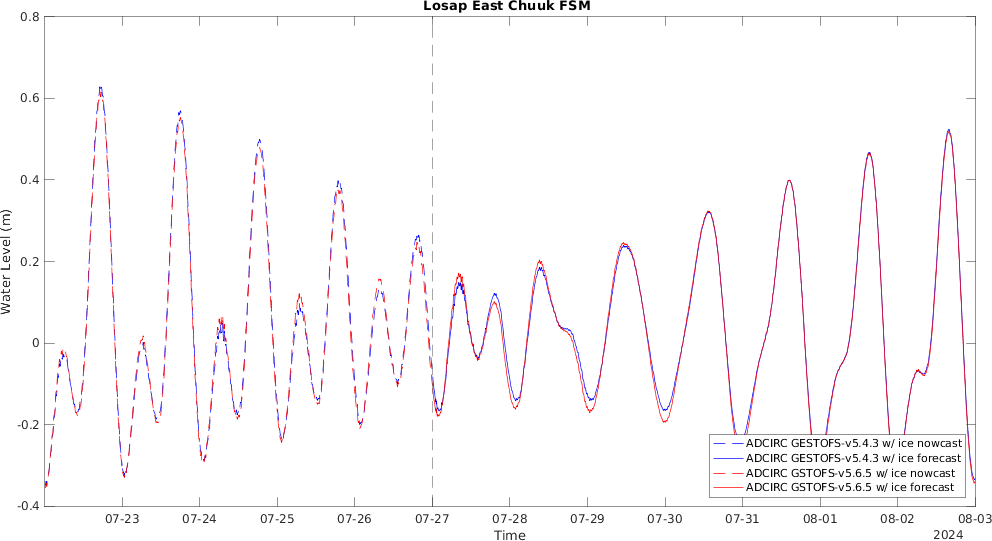 Losap East Chuuk FSM
0.8
0.6
0.4
0.2
0
-0.2
-0.4
Water Level (m)
07-23 07-24 07-25 07-26 07-27 07-28 07-29 07-30 07-31 08-01 08-02 08-03
Time
2024
ADCIRC GESTOFS-v5.4.3 w/ ice nowcast
ADCIRC GESTOFS-v5.4.3 w/ ice forecast
ADCIRC GSTOFS-v5.6.5 w/ ice nowcast
ADCIRC GSTOFS-v5.6.5 w/ ice forecast